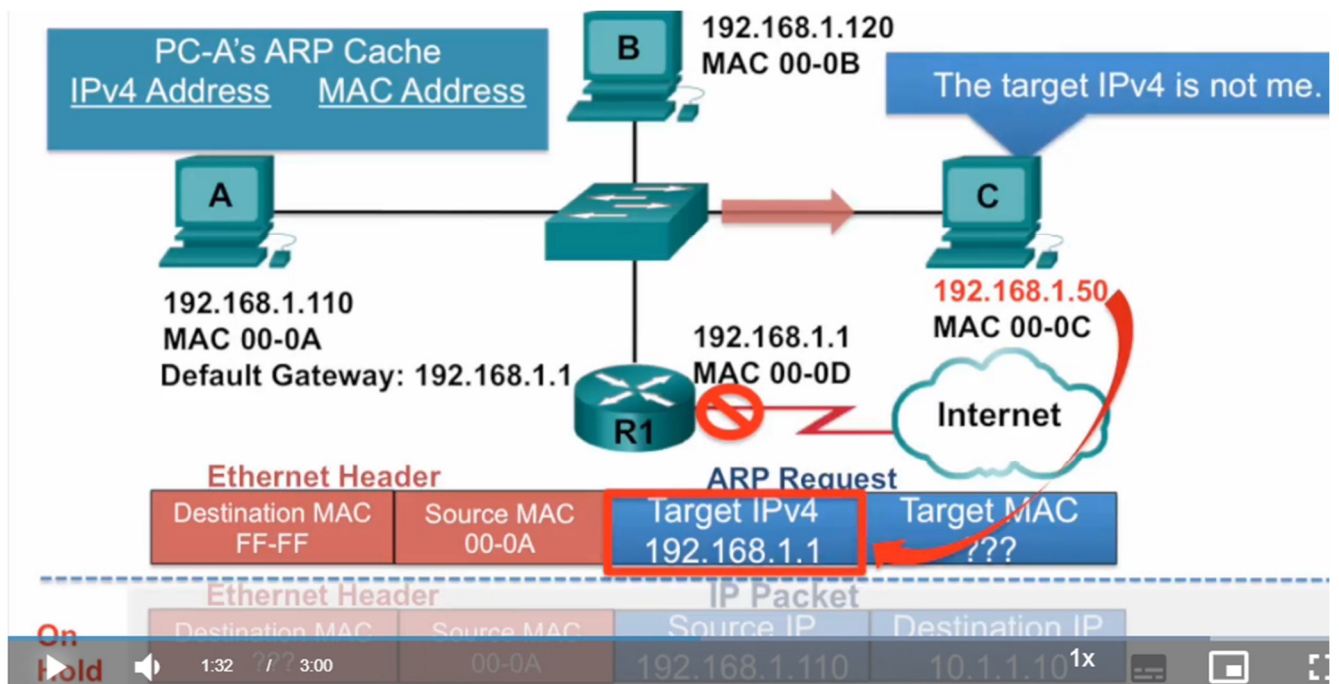 PC-A's ARP Cache
IPv4 Address MAC Address
B
192.168.1.120
MAC 00-0B
The target IPv4 is not me.
A
C
192.168.1.110
MAC 00-0A
Default Gateway: 192.168.1.1
192.168.1.50
MAC 00-0C
192.168.1.1
MAC 00-0D
R1
Internet
Ethernet Header
ARP Request
Destination MAC
FF-FF
Source MAC
00-0A
Target IPv4
192.168.1.1
Target MAC
???
Ethernet Header
IP Packet
On
Hold
Destination MAC
???
Source MAC
00-0A
Source IP
192.168.1.110
Destination IP
10.1.1.10
1:32 / 3:00
1x